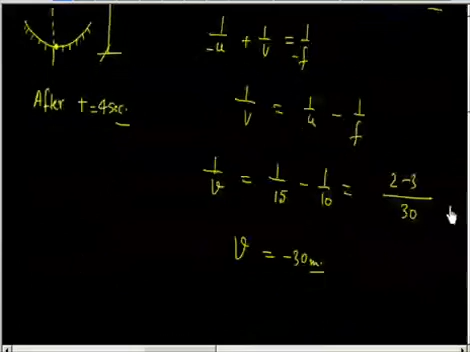 1/-u + 1/v = 1/-f
After t=4sec.
1/v = 1/u - 1/f
1/v = 1/15 - 1/10 = 2-3/30
v = -30m.